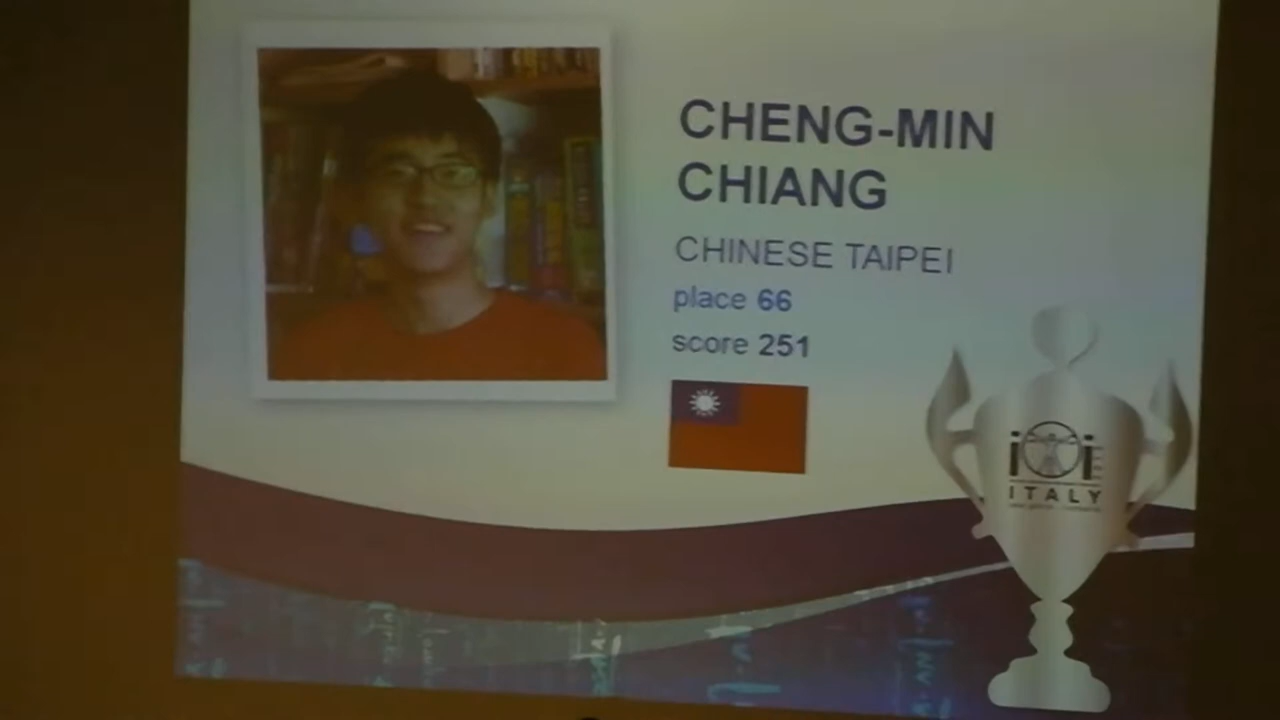 CHENG-MIN
CHIANG
CHINESE TAIPEI
place 66
score 251
ioi
ITALY